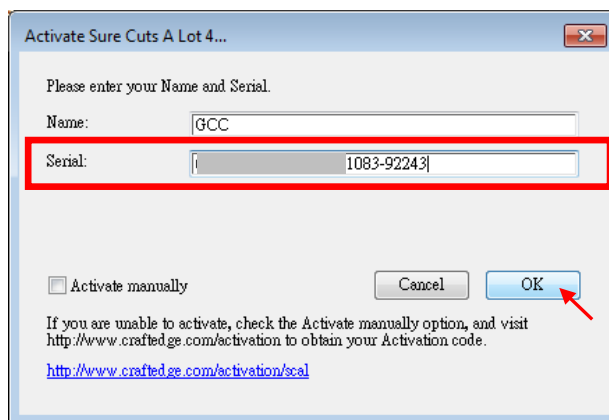 Activate Sure Cuts A Lot 4...
Please enter your Name and Serial.
Name: GCC
Serial: 1083-92243
Activate manually
Cancel
OK
If you are unable to activate, check the Activate manually option, and visit
http://www.craftedge.com/activation to obtain your Activation code.
http://www.craftedge.com/activation/scal